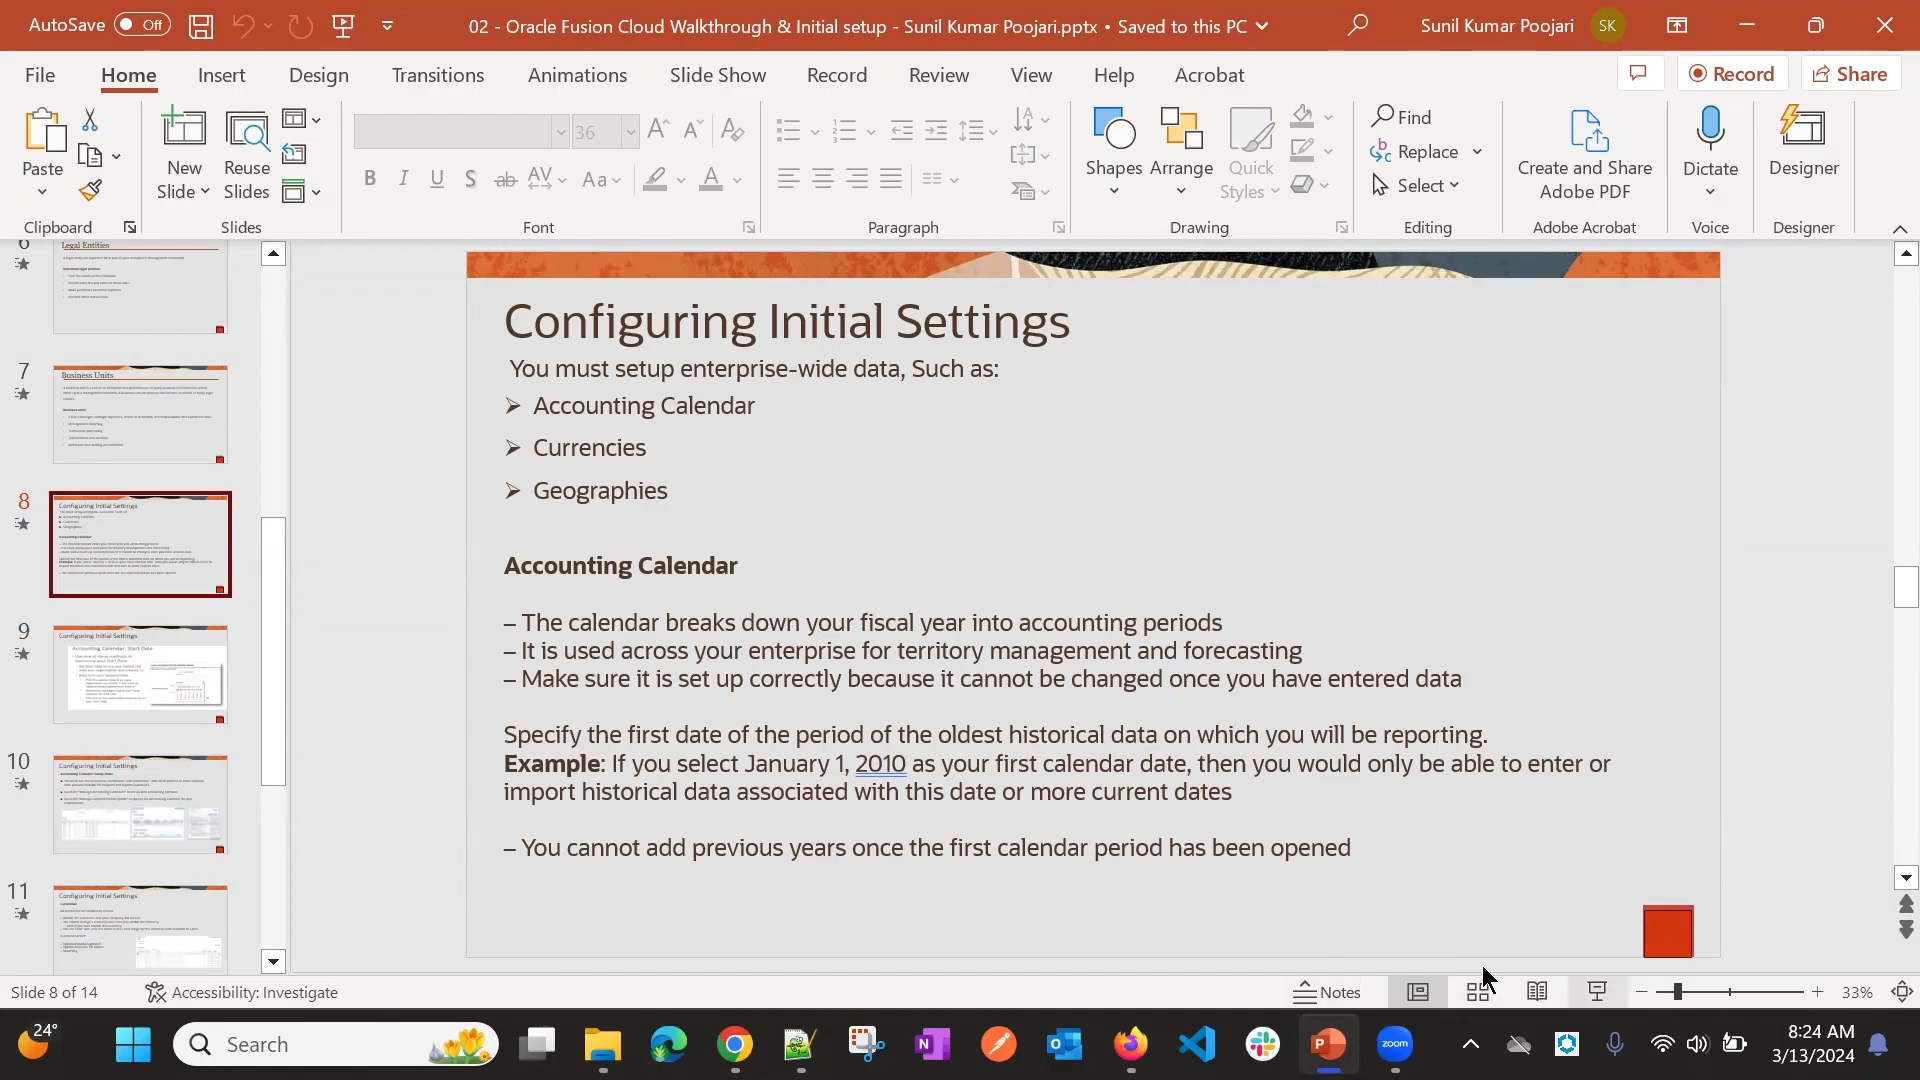 AutoSave Off
02 - Oracle Fusion Cloud Walkthrough & Initial setup - Sunil Kumar Poojari.pptx • Saved to this PC
Sunil Kumar Poojari SK
File Home Insert Design Transitions Animations Slide Show Record Review View Help Acrobat
Record Share
Paste
New Slide
Reuse Slides
36
Shapes Arrange Quick Styles
Find
Replace
Select
Create and Share Adobe PDF
Dictate
Designer
Clipboard Slides Font Paragraph Drawing Editing Adobe Acrobat Voice Designer
6
Legal Entities
7
Business Units
8
Configuring Initial Settings
9
Configuring Initial Settings
Accounting Calendar: Start Date
10
Configuring Initial Settings
11
Configuring Initial Settings
Configuring Initial Settings
You must setup enterprise-wide data, Such as:
➢ Accounting Calendar
➢ Currencies
➢ Geographies
Accounting Calendar
– The calendar breaks down your fiscal year into accounting periods
– It is used across your enterprise for territory management and forecasting
– Make sure it is set up correctly because it cannot be changed once you have entered data
Specify the first date of the period of the oldest historical data on which you will be reporting.
Example: If you select January 1, 2010 as your first calendar date, then you would only be able to enter or
import historical data associated with this date or more current dates
– You cannot add previous years once the first calendar period has been opened
Slide 8 of 14 Accessibility: Investigate
Notes
33%
24°
Search
zoom
8:24 AM
3/13/2024